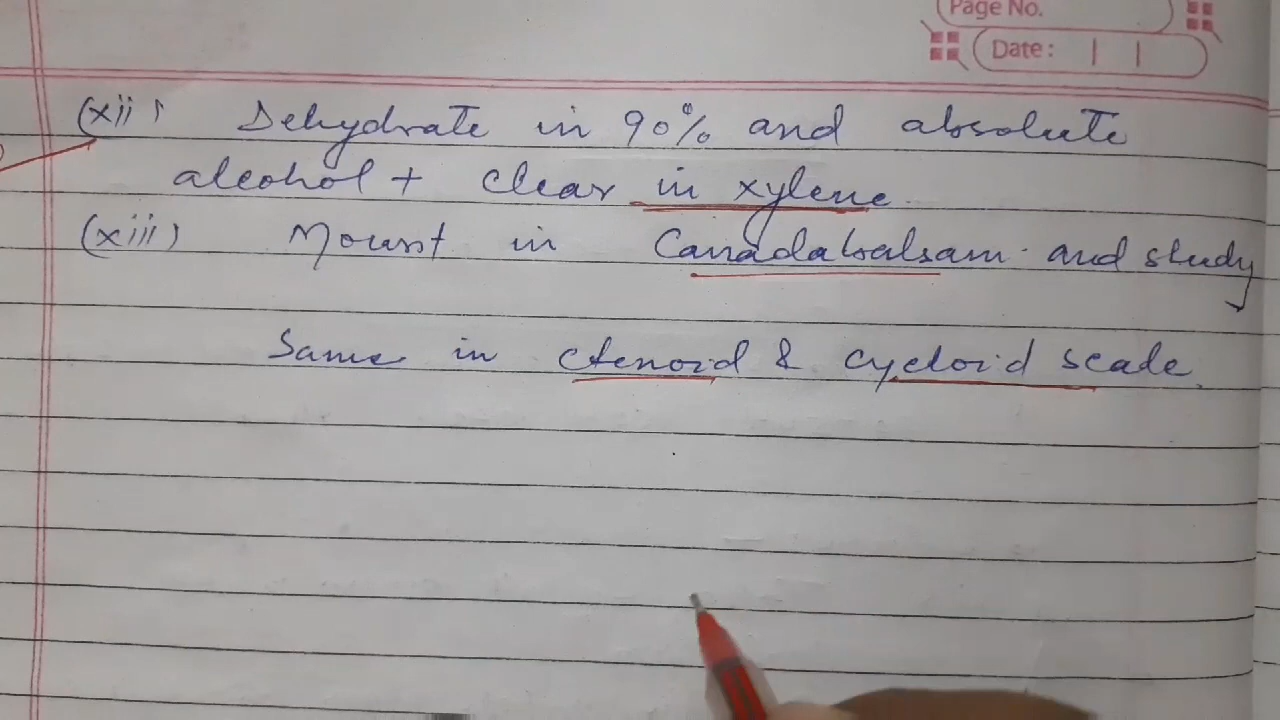 Page No.
Date :
(xii) Dehydrate in 90% and absolute
alcohol + clear in xylene.
(xiii) Mount in Canadabalsam and study
Same in ctenoid & cycloid scale.